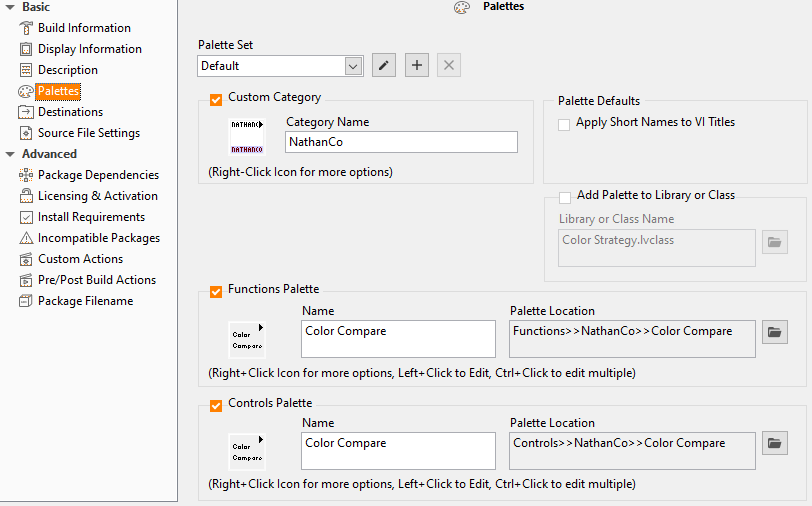 Basic
Build Information
Display Information
Description
Palettes
Destinations
Source File Settings
Advanced
Package Dependencies
Licensing & Activation
Install Requirements
Incompatible Packages
Custom Actions
Pre/Post Build Actions
Package Filename
Palettes
Palette Set
Default
Custom Category
NATHANCO
NATHANCO
Category Name
NathanCo
(Right-Click Icon for more options)
Palette Defaults
Apply Short Names to VI Titles
Add Palette to Library or Class
Library or Class Name
Color Strategy.lvclass
Functions Palette
Color
Compare
Name
Color Compare
Palette Location
Functions>>NathanCo>>Color Compare
(Right+Click Icon for more options, Left+Click to Edit, Ctrl+Click to edit multiple)
Controls Palette
Color
Compare
Name
Color Compare
Palette Location
Controls>>NathanCo>>Color Compare
(Right+Click Icon for more options, Left+Click to Edit, Ctrl+Click to edit multiple)